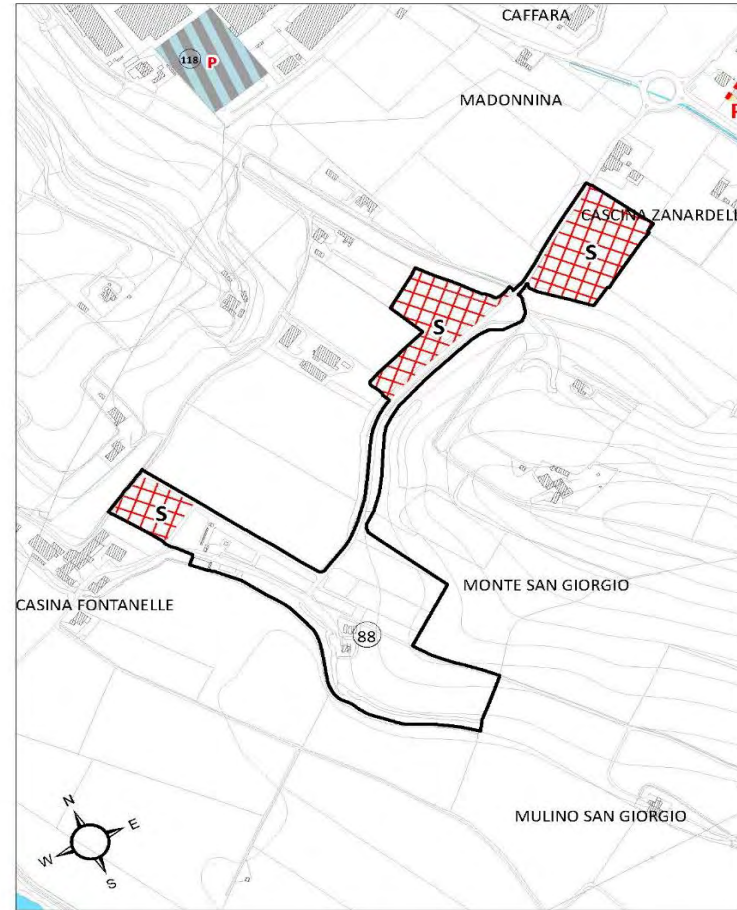 CAFFARA
118 P
MADONNINA
CASCINA ZANARDELL
S
S
S
CASINA FONTANELLE
MONTE SAN GIORGIO
88
MULINO SAN GIORGIO
N
E
W
S